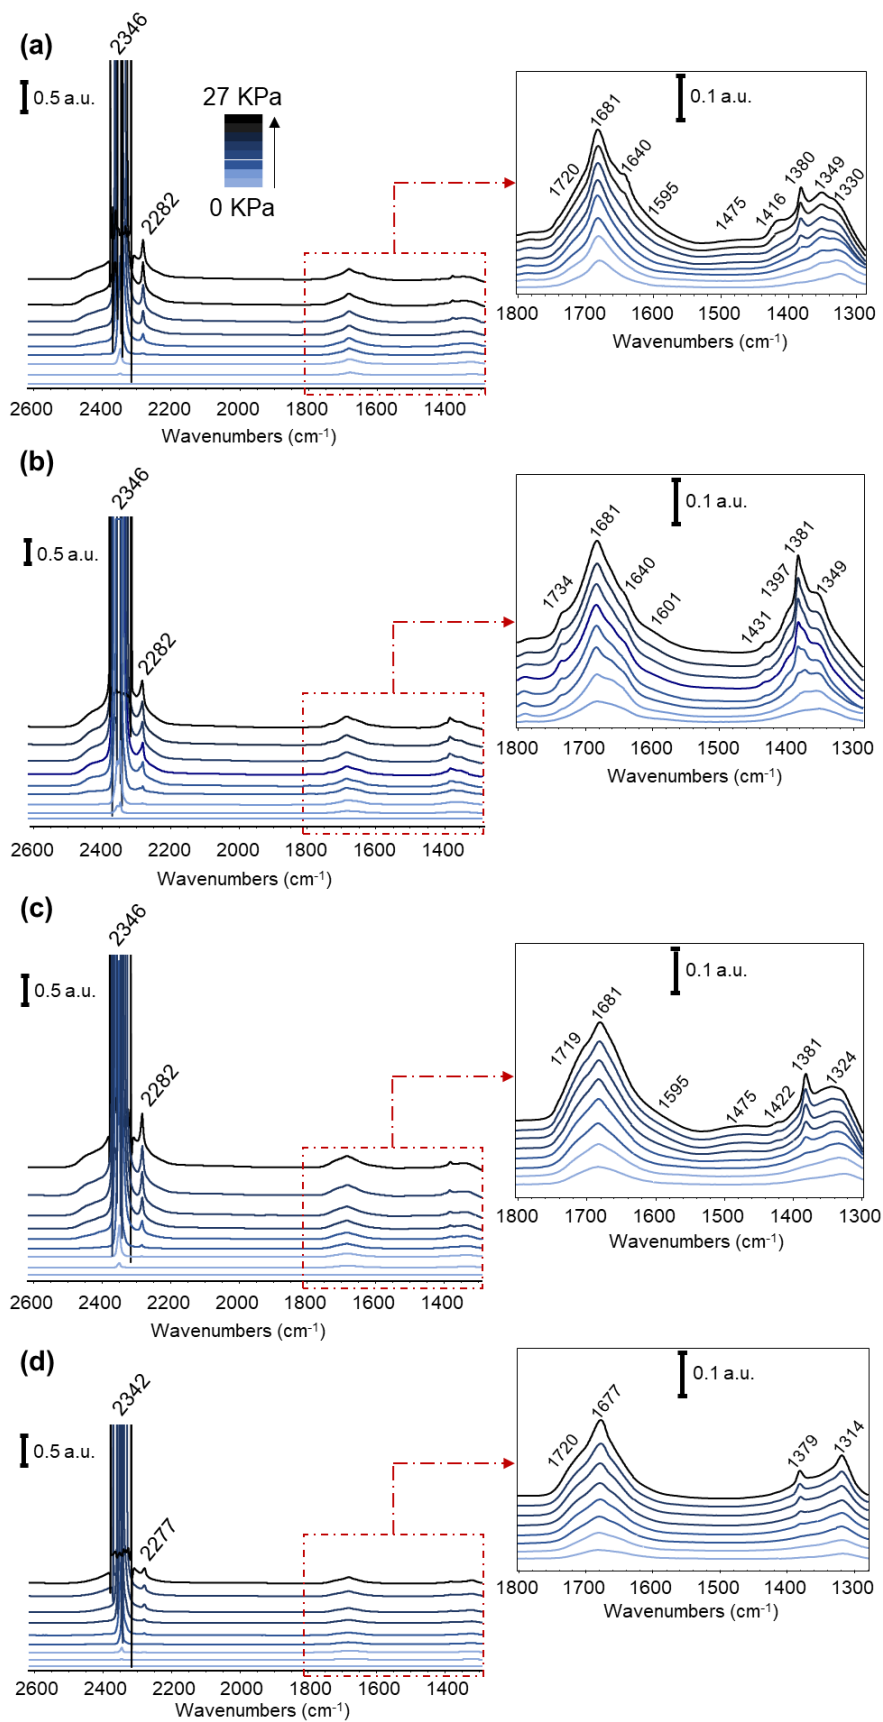 (a)
2346
0.5 a.u.
27 KPa
0 KPa
2282
2600 2400 2200 2000 1800 1600 1400
Wavenumbers (cm⁻¹)
0.1 a.u.
1720
1681
1640
1595
1475
1416
1380
1349
1330
1800 1700 1600 1500 1400 1300
Wavenumbers (cm⁻¹)
(b)
2346
0.5 a.u.
2282
2600 2400 2200 2000 1800 1600 1400
Wavenumbers (cm⁻¹)
0.1 a.u.
1734
1681
1640
1601
1431
1397
1381
1349
1800 1700 1600 1500 1400 1300
Wavenumbers (cm⁻¹)
(c)
2346
0.5 a.u.
2282
2600 2400 2200 2000 1800 1600 1400
Wavenumbers (cm⁻¹)
0.1 a.u.
1719
1681
1595
1475
1422
1381
1324
1800 1700 1600 1500 1400 1300
Wavenumbers (cm⁻¹)
(d)
2342
0.5 a.u.
2277
2600 2400 2200 2000 1800 1600 1400
Wavenumbers (cm⁻¹)
0.1 a.u.
1720
1677
1379
1314
1800 1700 1600 1500 1400 1300
Wavenumbers (cm⁻¹)